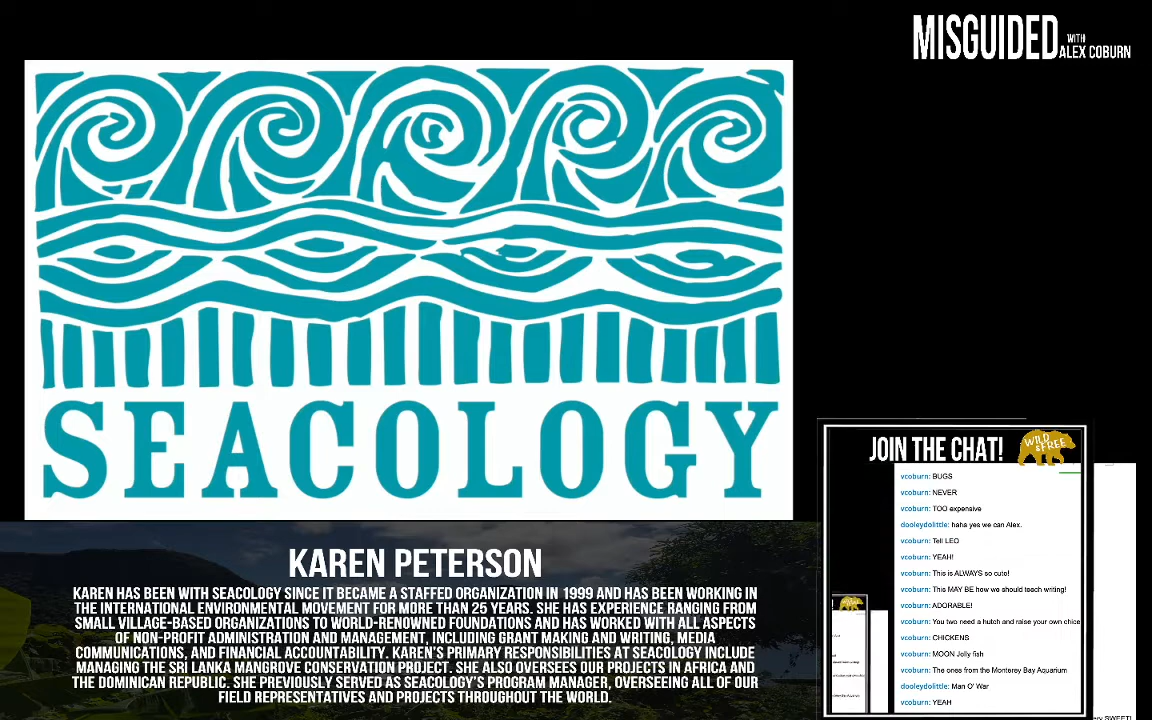 MISGUIDED WITH ALEX COBURN
SEACOLOGY
KAREN PETERSON
KAREN HAS BEEN WITH SEACOLOGY SINCE IT BECAME A STAFFED ORGANIZATION IN 1999 AND HAS BEEN WORKING IN
THE INTERNATIONAL ENVIRONMENTAL MOVEMENT FOR MORE THAN 25 YEARS. SHE HAS EXPERIENCE RANGING FROM
SMALL VILLAGE-BASED ORGANIZATIONS TO WORLD-RENOWNED FOUNDATIONS AND HAS WORKED WITH ALL ASPECTS
OF NON-PROFIT ADMINISTRATION AND MANAGEMENT, INCLUDING GRANT MAKING AND WRITING, MEDIA
COMMUNICATIONS, AND FINANCIAL ACCOUNTABILITY. KAREN'S PRIMARY RESPONSIBILITIES AT SEACOLOGY INCLUDE
MANAGING THE SRI LANKA MANGROVE CONSERVATION PROJECT. SHE ALSO OVERSEES OUR PROJECTS IN AFRICA AND
THE DOMINICAN REPUBLIC. SHE PREVIOUSLY SERVED AS SEACOLOGY'S PROGRAM MANAGER, OVERSEEING ALL OF OUR
FIELD REPRESENTATIVES AND PROJECTS THROUGHOUT THE WORLD.
JOIN THE CHAT!
WILD & FREE
vcoburn: BUGS
vcoburn: NEVER
vcoburn: TOO expensive
dooleydolittle: haha yes we can Alex.
vcoburn: Tell LEO
vcoburn: YEAH!
vcoburn: This is ALWAYS so cute!
vcoburn: This MAY BE how we should teach writing!
vcoburn: ADORABLE!
vcoburn: You two need a hutch and raise your own chice
vcoburn: CHICKENS
vcoburn: MOON Jolly fish
vcoburn: The ones from the Monterey Bay Aquarium
dooleydolittle: Man O' War
vcoburn: YEAH
SWEET!